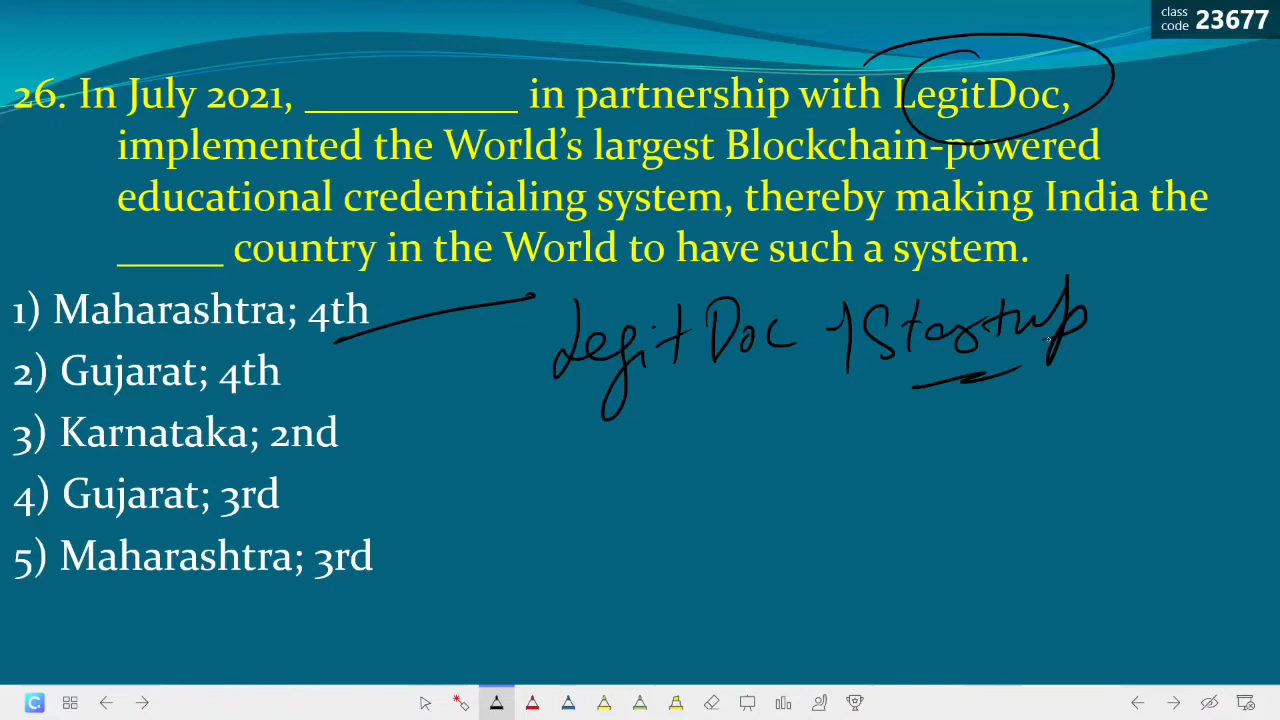 class
code 23677
26. In July 2021, __________ in partnership with LegitDoc,
implemented the World’s largest Blockchain-powered
educational credentialing system, thereby making India the
_____ country in the World to have such a system.
1) Maharashtra; 4th
LegitDoc Startup
2) Gujarat; 4th
3) Karnataka; 2nd
4) Gujarat; 3rd
5) Maharashtra; 3rd